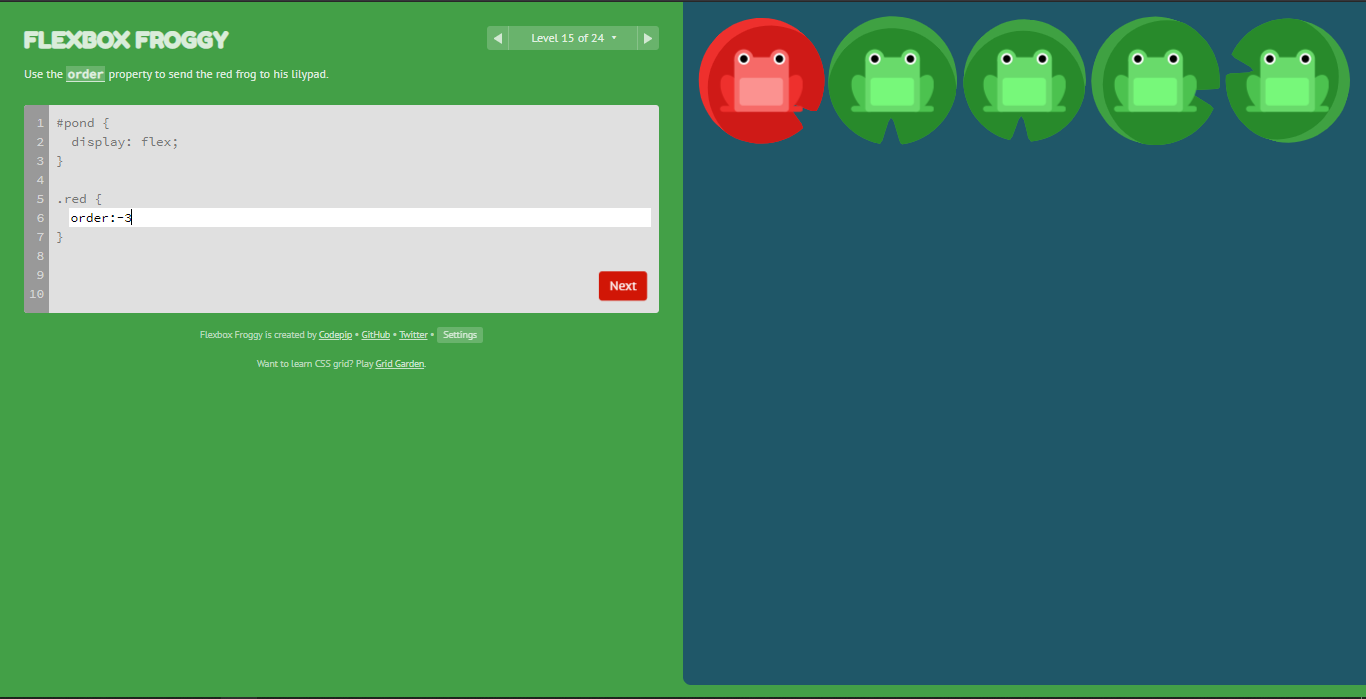 FLEXBOX FROGGY
◀ Level 15 of 24 ▾ ▶
Use the order property to send the red frog to his lilypad.
1 #pond {
2 display: flex;
3 }
4
5 .red {
6 order:-3
7 }
8
9
10
Next
Flexbox Froggy is created by Codepip • GitHub • Twitter • Settings
Want to learn CSS grid? Play Grid Garden.